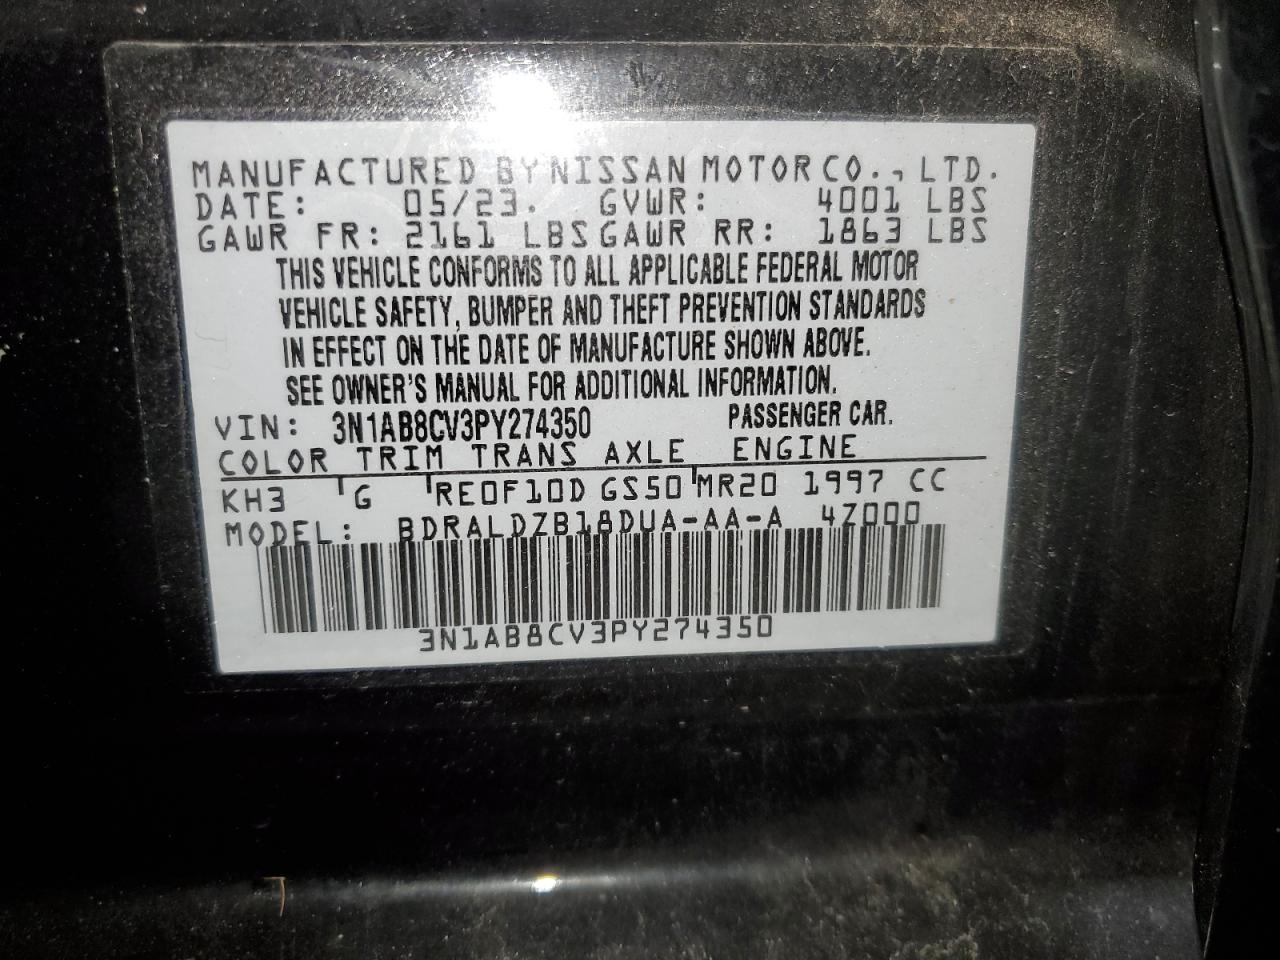 MANUFACTURED BY NISSAN MOTOR CO., LTD.
DATE: 05/23. GVWR: 4001 LBS
GAWR FR: 2161 LBS GAWR RR: 1863 LBS
THIS VEHICLE CONFORMS TO ALL APPLICABLE FEDERAL MOTOR
VEHICLE SAFETY, BUMPER AND THEFT PREVENTION STANDARDS
IN EFFECT ON THE DATE OF MANUFACTURE SHOWN ABOVE.
SEE OWNER'S MANUAL FOR ADDITIONAL INFORMATION.
VIN: 3N1AB8CV3PY274350 PASSENGER CAR.
COLOR TRIM TRANS AXLE ENGINE
KH3 G RE0F10D GS50 MR20 1997 CC
MODEL: BDRALDZB18DUA-AA-A 4Z000
3N1AB8CV3PY274350